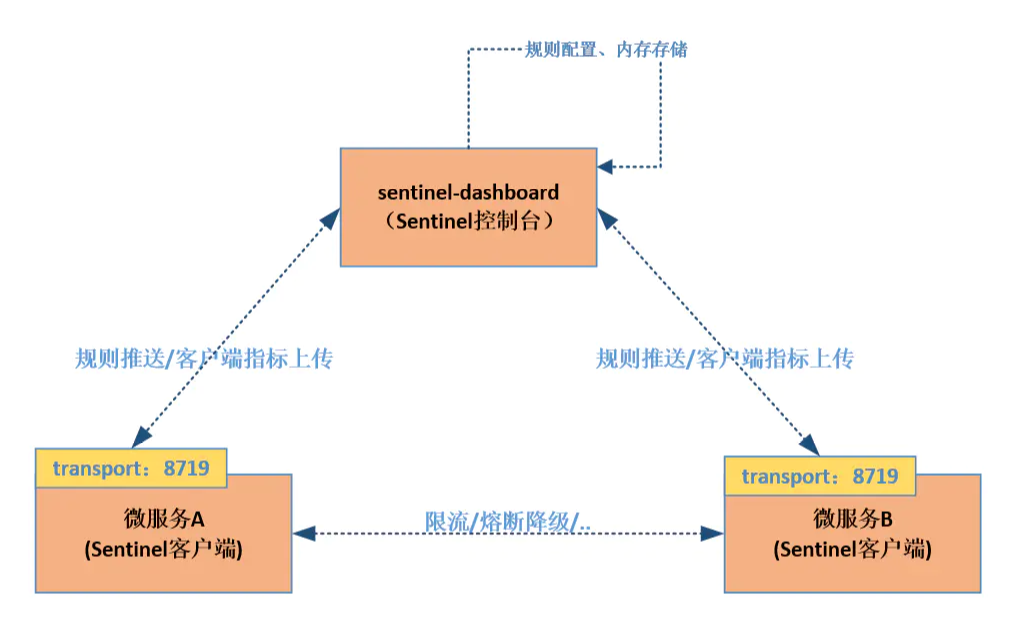 规则配置、内存存储
sentinel-dashboard
（Sentinel控制台）
规则推送/客户端指标上传
规则推送/客户端指标上传
transport：8719
transport：8719
微服务A
(Sentinel客户端)
限流/熔断降级/..
微服务B
(Sentinel客户端)